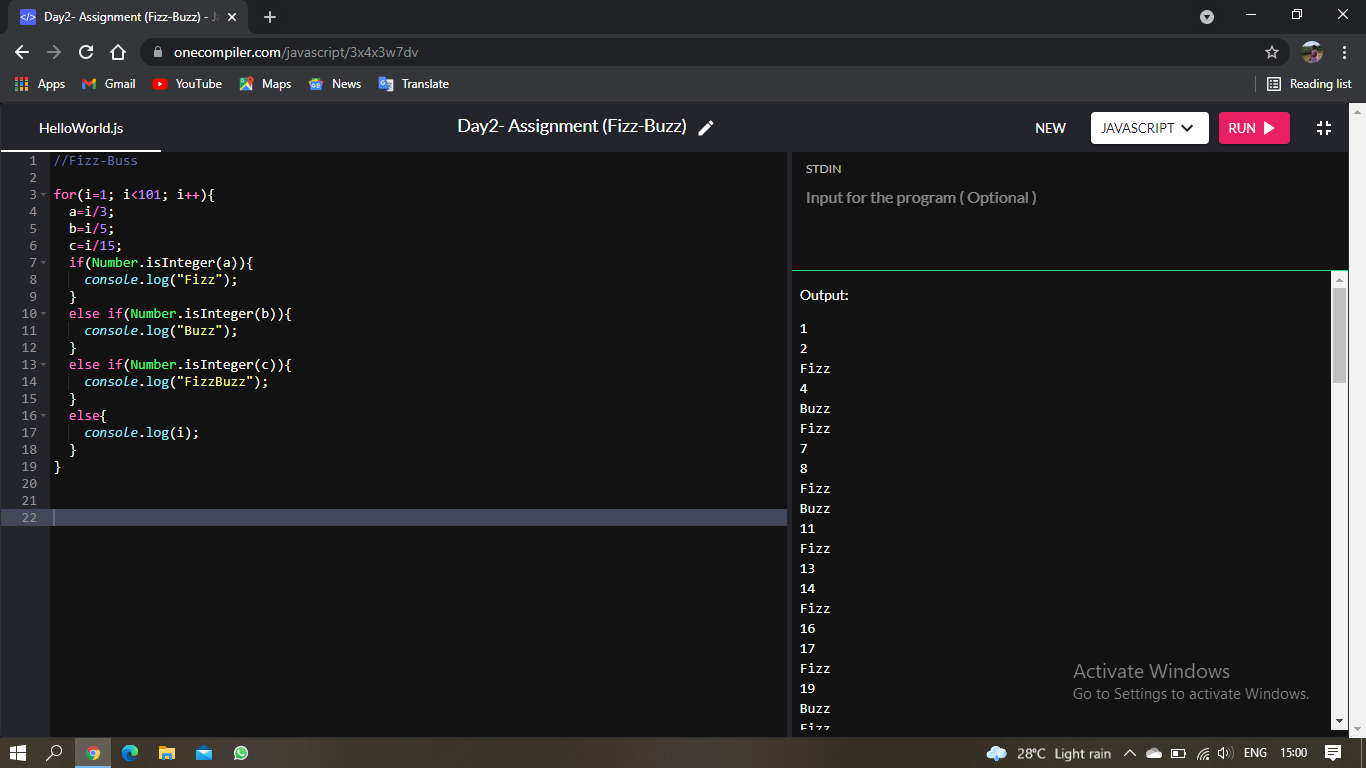 Day2- Assignment (Fizz-Buzz) - Ja
onecompiler.com/javascript/3x4x3w7dv
Apps Gmail YouTube Maps News Translate Reading list
HelloWorld.js
Day2- Assignment (Fizz-Buzz)
NEW JAVASCRIPT RUN
1 //Fizz-Buss
2
3 for(i=1; i<101; i++){
4 a=i/3;
5 b=i/5;
6 c=i/15;
7 if(Number.isInteger(a)){
8 console.log("Fizz");
9 }
10 else if(Number.isInteger(b)){
11 console.log("Buzz");
12 }
13 else if(Number.isInteger(c)){
14 console.log("FizzBuzz");
15 }
16 else{
17 console.log(i);
18 }
19 }
20
21
22
STDIN
Input for the program ( Optional )
Output:
1
2
Fizz
4
Buzz
Fizz
7
8
Fizz
Buzz
11
Fizz
13
14
Fizz
16
17
Fizz
19
Buzz
Fizz
Activate Windows
Go to Settings to activate Windows.
28°C Light rain ENG 15:00